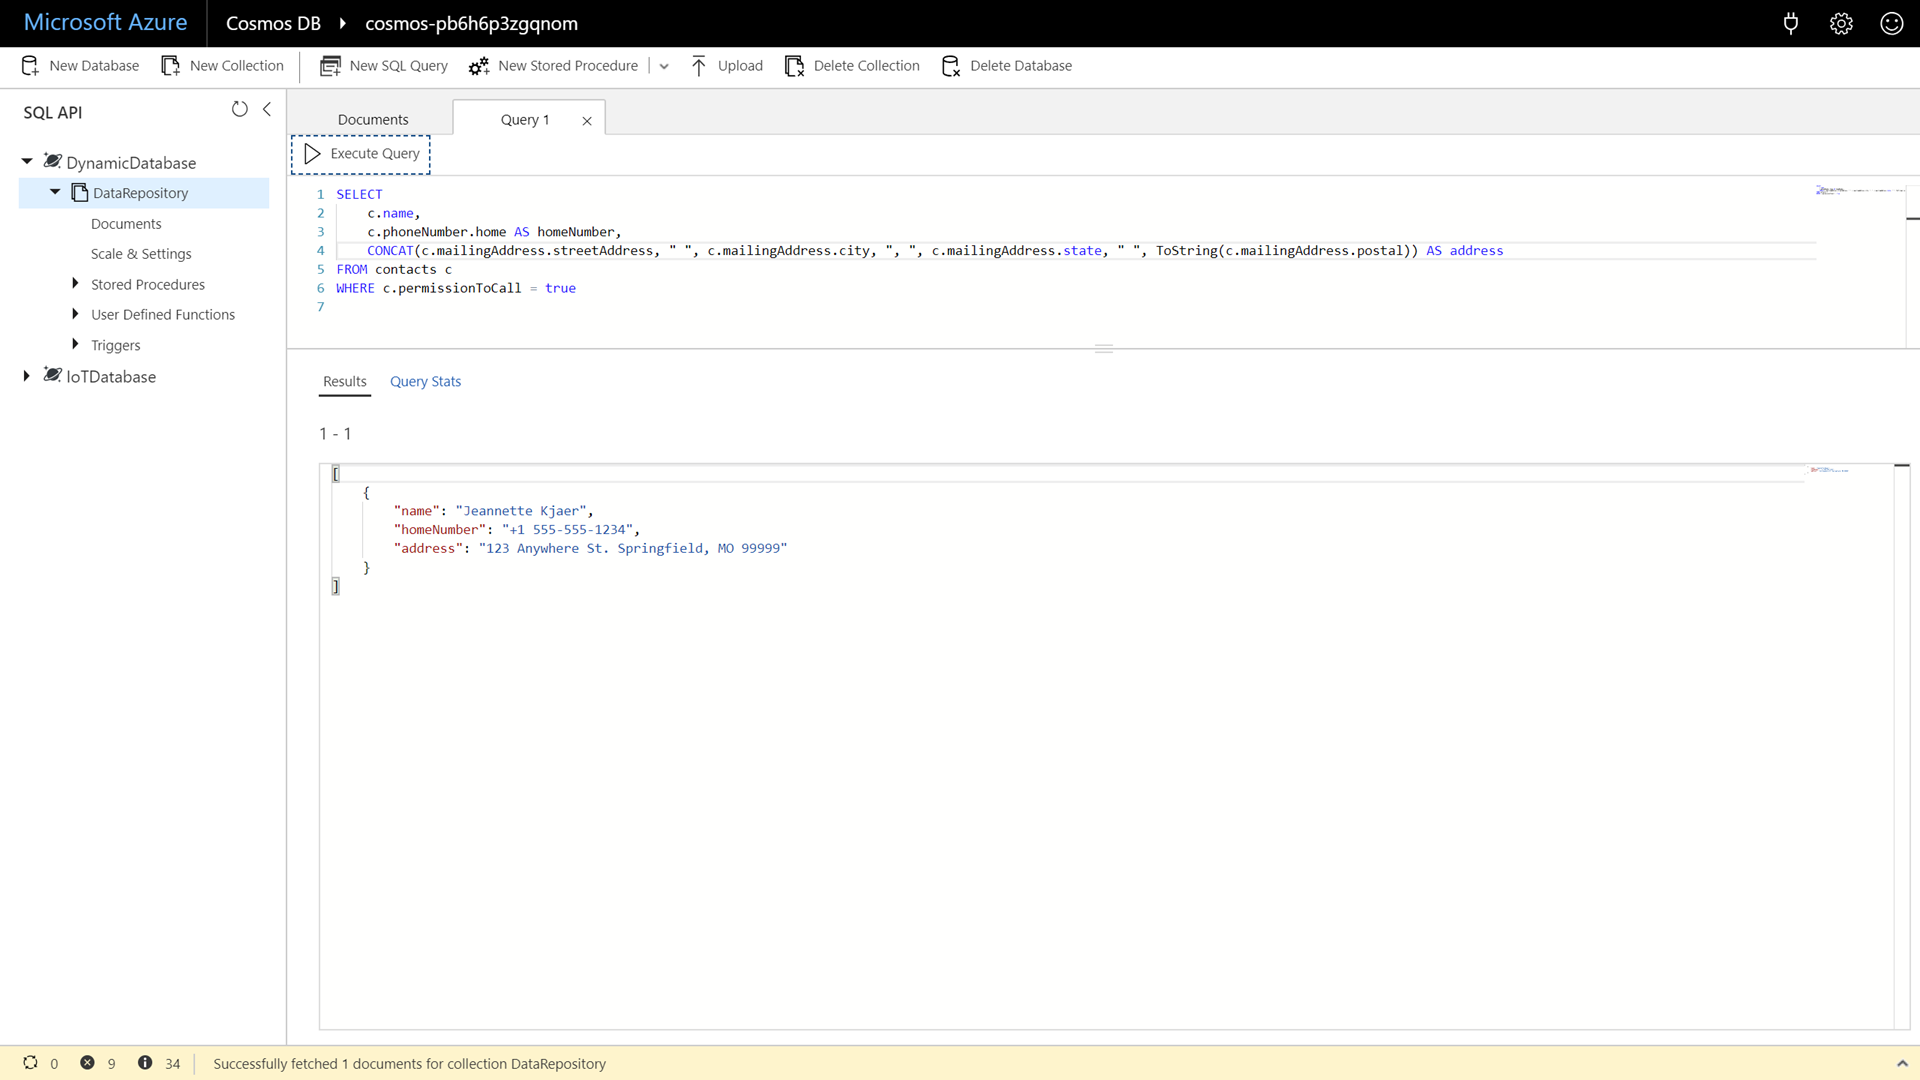 Microsoft Azure
Cosmos DB
cosmos-pb6h6p3zgqnom
New Database
New Collection
New SQL Query
New Stored Procedure
Upload
Delete Collection
Delete Database
SQL API
DynamicDatabase
DataRepository
Documents
Scale & Settings
Stored Procedures
User Defined Functions
Triggers
IoTDatabase
Documents
Query 1
Execute Query
1 SELECT
2 c.name,
3 c.phoneNumber.home AS homeNumber,
4 CONCAT(c.mailingAddress.streetAddress, " ", c.mailingAddress.city, ", ", c.mailingAddress.state, " ", ToString(c.mailingAddress.postal)) AS address
5 FROM contacts c
6 WHERE c.permissionToCall = true
7
Results
Query Stats
1 - 1
[
{
"name": "Jeannette Kjaer",
"homeNumber": "+1 555-555-1234",
"address": "123 Anywhere St. Springfield, MO 99999"
}
]
0
9
34
Successfully fetched 1 documents for collection DataRepository